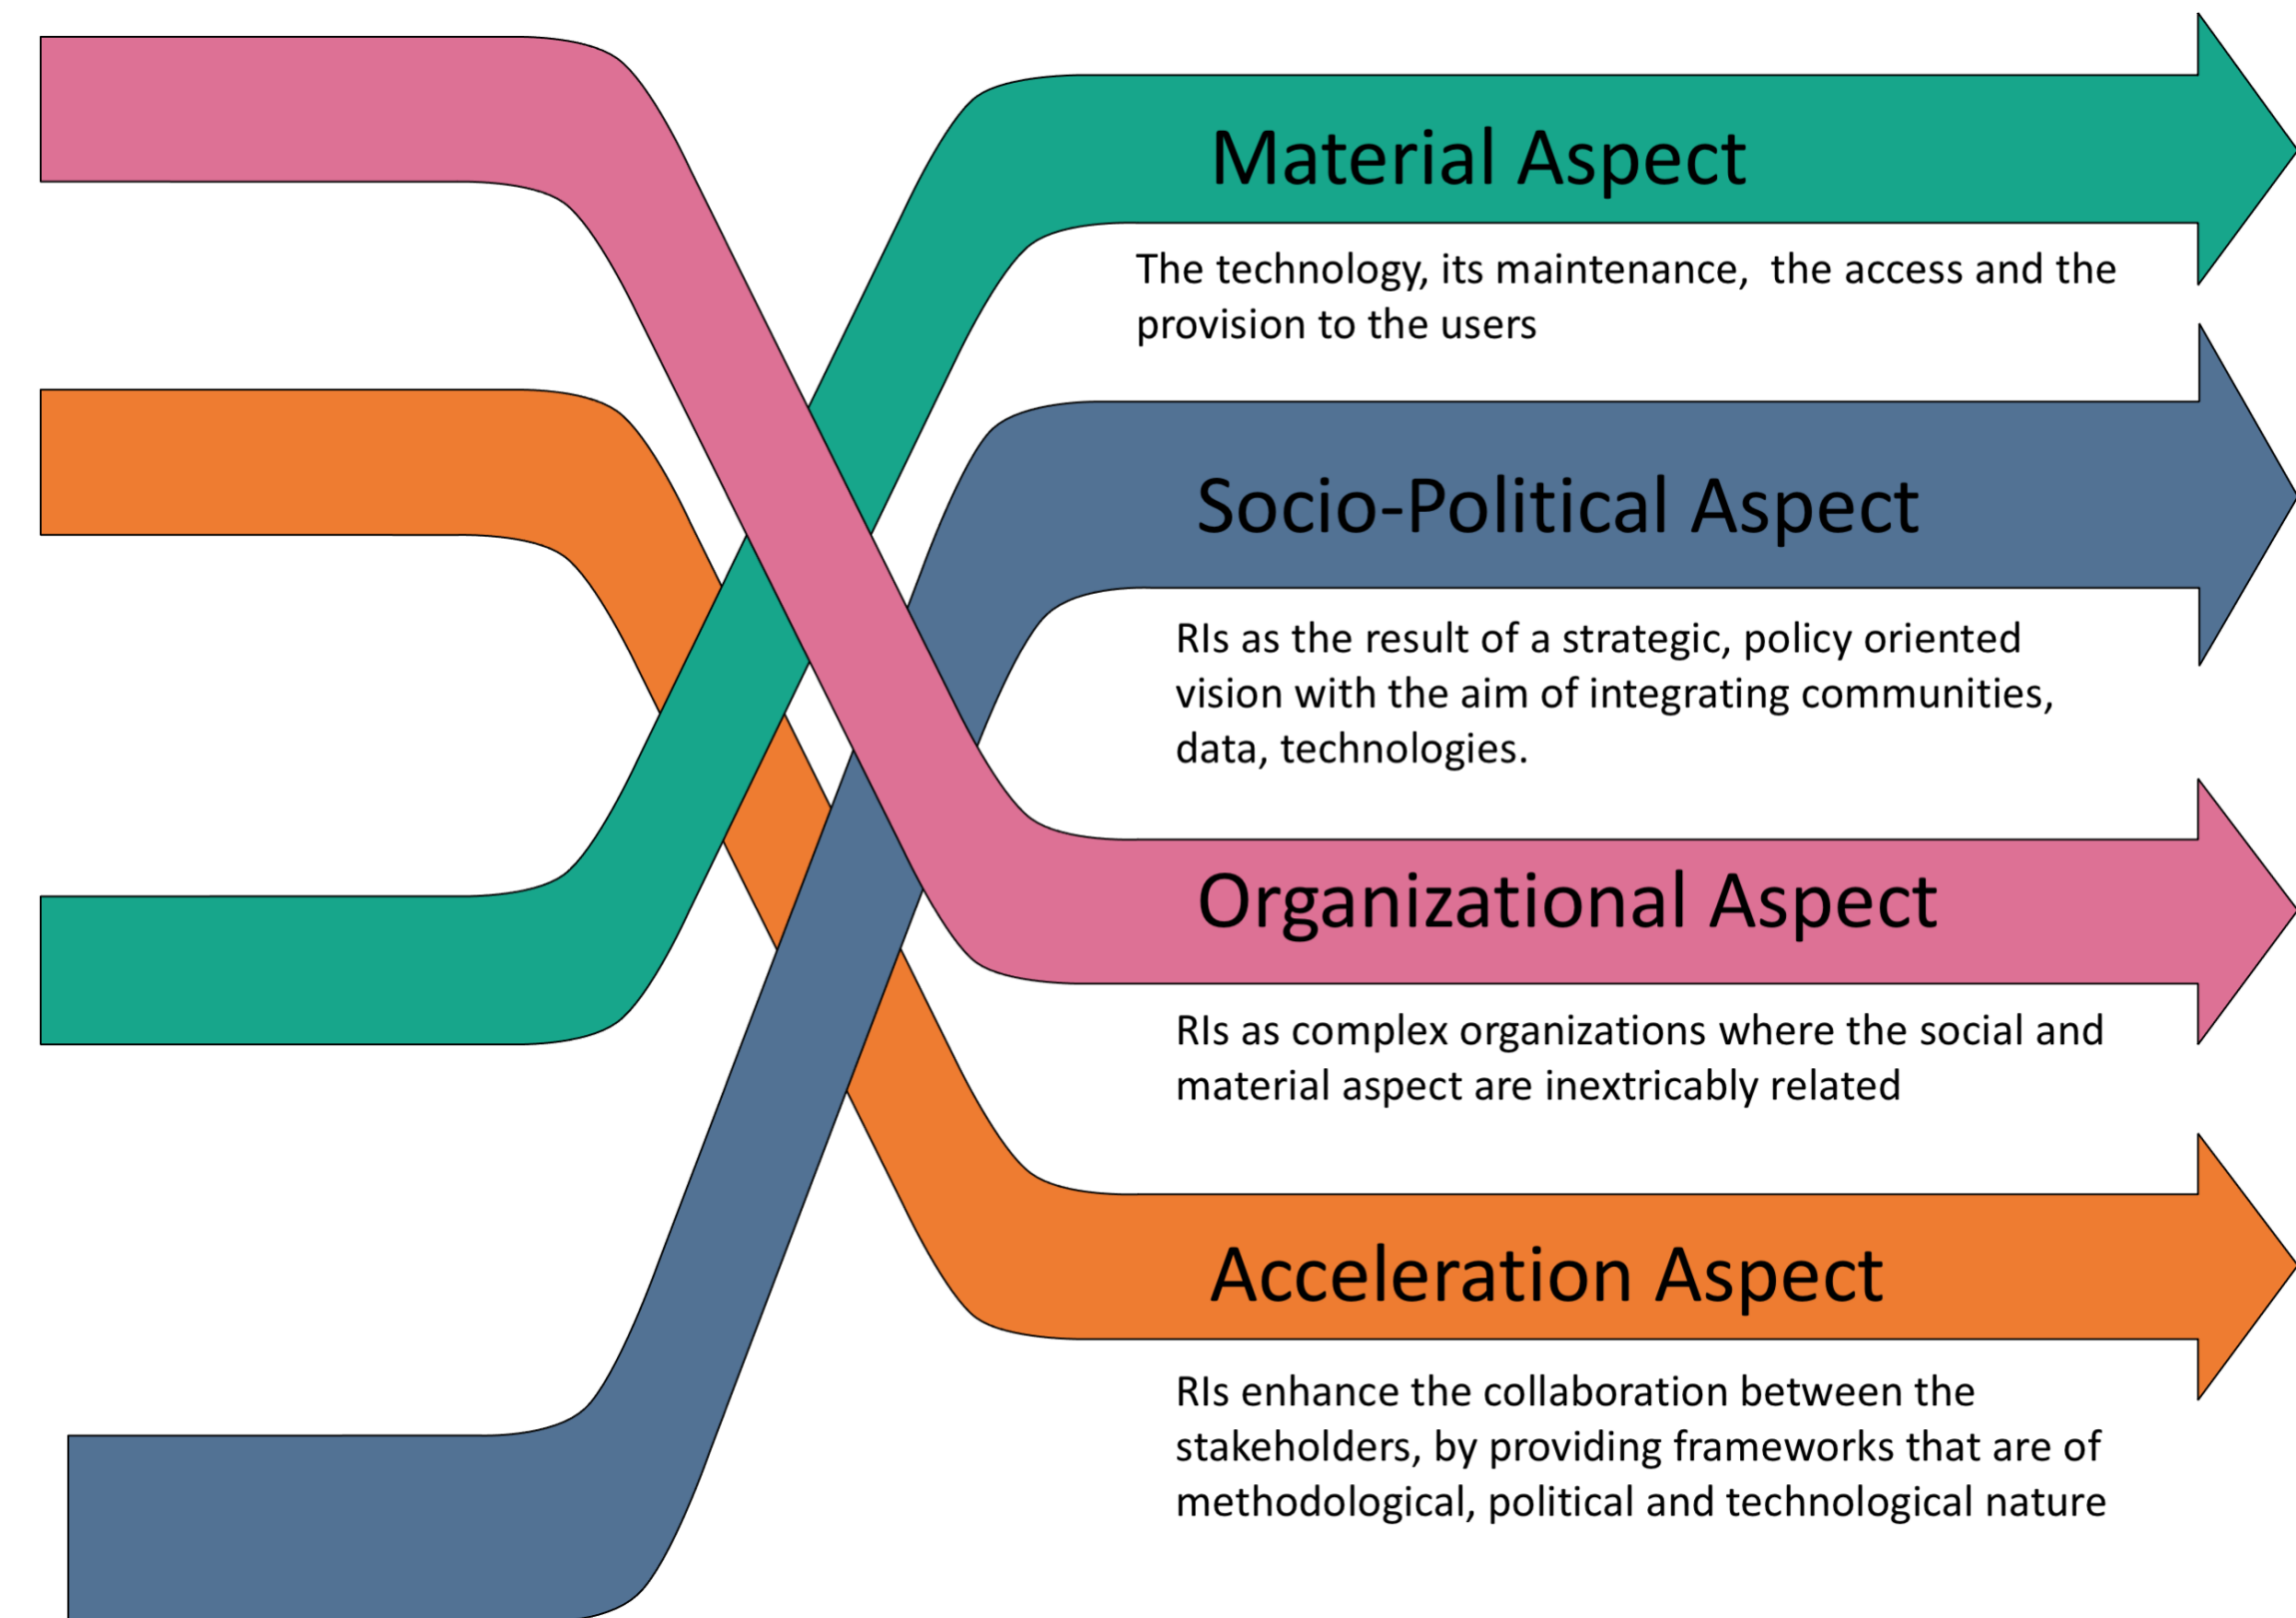 Material Aspect
The technology, its maintenance,  the access and the
provision to the users
Socio-Political Aspect
RIs as the result of a strategic, policy oriented
vision with the aim of integrating communities,
data, technologies.
Organizational Aspect
RIs as complex organizations where the social and
material aspect are inextricably related
Acceleration Aspect
RIs enhance the collaboration between the
stakeholders, by providing frameworks that are of
methodological, political and technological nature